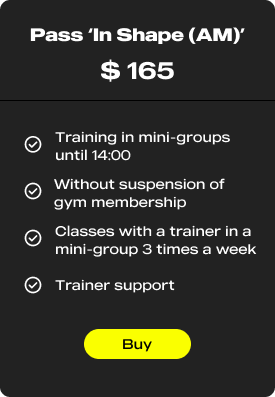 Pass ‘In Shape (AM)’
$ 165
Training in mini-groups
until 14:00
Without suspension of
gym membership
Classes with a trainer in a
mini-group 3 times a week
Trainer support
Buy